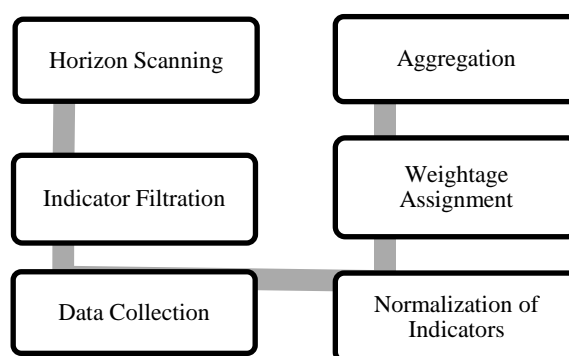 Horizon Scanning
Indicator Filtration
Data Collection
Normalization of
Indicators
Weightage
Assignment
Aggregation